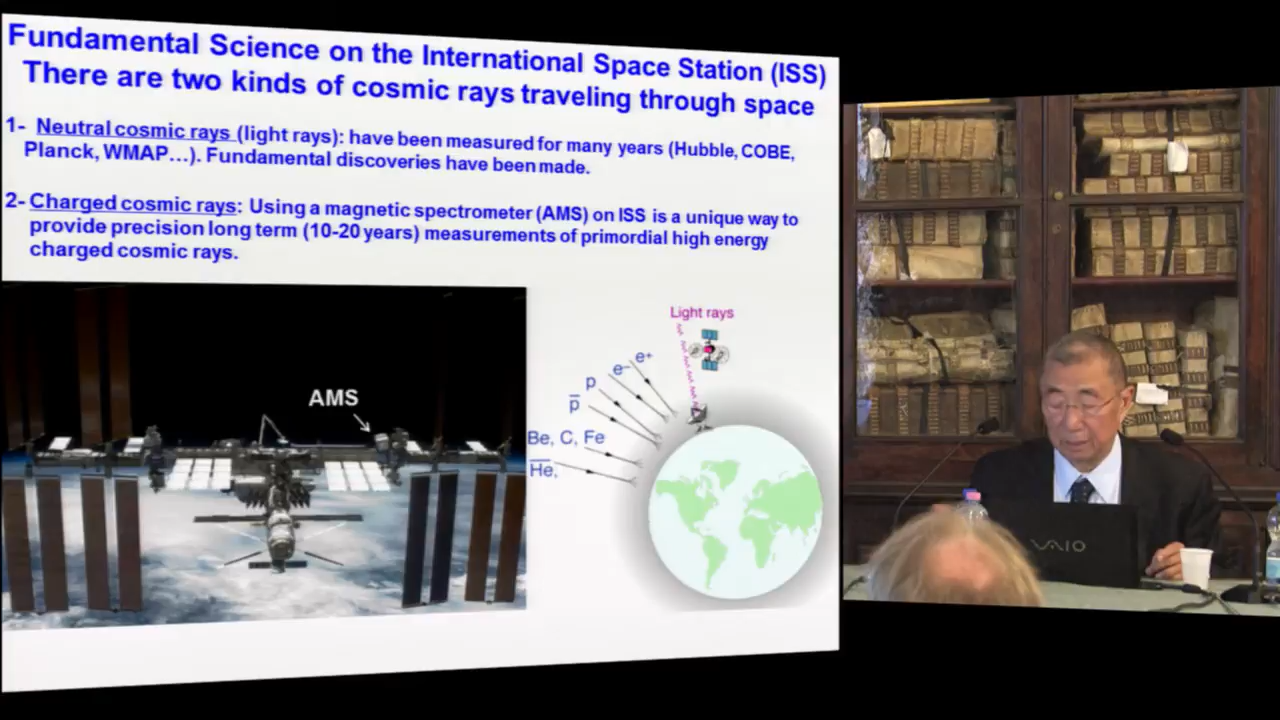 Fundamental Science on the International Space Station (ISS)
There are two kinds of cosmic rays traveling through space
1- Neutral cosmic rays (light rays): have been measured for many years (Hubble, COBE,
Planck, WMAP...). Fundamental discoveries have been made.
2- Charged cosmic rays: Using a magnetic spectrometer (AMS) on ISS is a unique way to
provide precision long term (10-20 years) measurements of primordial high energy
charged cosmic rays.
AMS
Light rays
e+
e–
p
p̅
Be, C, Fe
H̅e̅,
VAIO